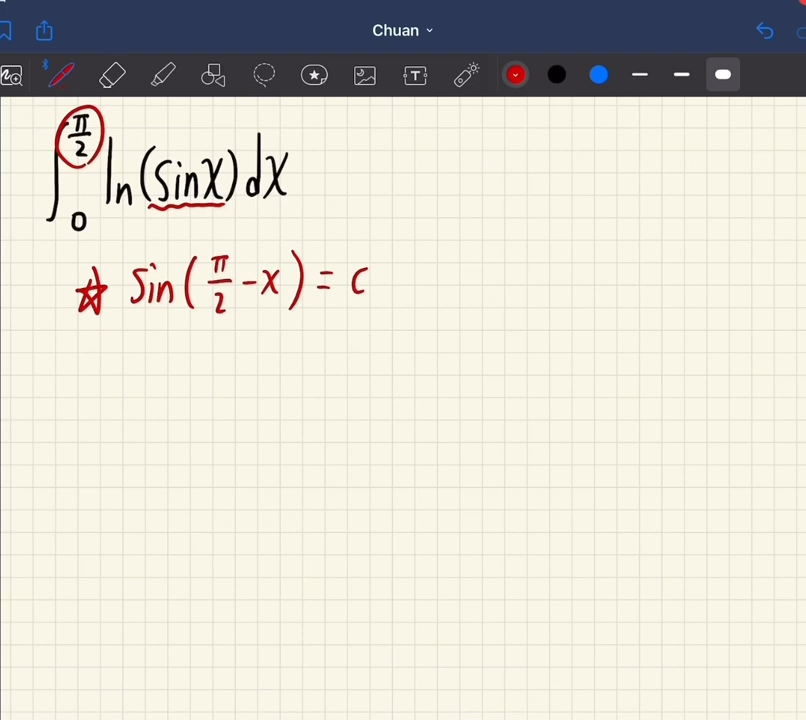 Chuan
T
∫₀^{π/2} ln(sinx)dx
☆ sin(π/2 -x) = c